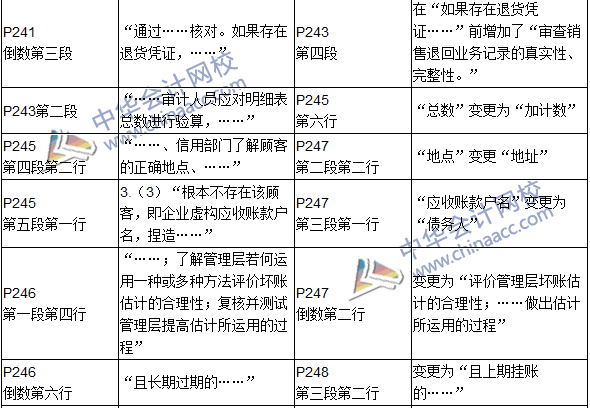 P241
倒数第三段
“通过……核对。如果存在
退货凭证，……”
P243
第四段
在“如果存在退货凭
证……”前增加了“审查销
售退回业务记录的真实性、
完整性。”
P243第二段
“……审计人员应对明细表
总数进行验算，……”
P245
第六行
“总数”变更为“加计数”
P245
第四段第二行
“……、信用部门了解顾客
的正确地点、……”
P247
第二段第二行
“地点”变更“地址”
P245
第五段第一行
3.（3）“根本不存在该顾
客，即企业虚构应收账款户
名，捏造……”
P247
第三段第一行
“应收账款户名”变更为
“债务人”
P246
第一段第四行
“……；了解管理层若何运
用一种或多种方法评价坏账
估计的合理性；复核并测试
管理层提高估计所运用的过
程”
P247
倒数第二行
变更为“评价管理层坏账估
计的合理性；……做出估计
所运用的过程”
P246
倒数第六行
“且长期过期的……”
P248
第三段第二行
变更为“且上期挂账
的……”
中华会计网校
www.chinaacc.com
中华会计网校
www.chinaacc.com